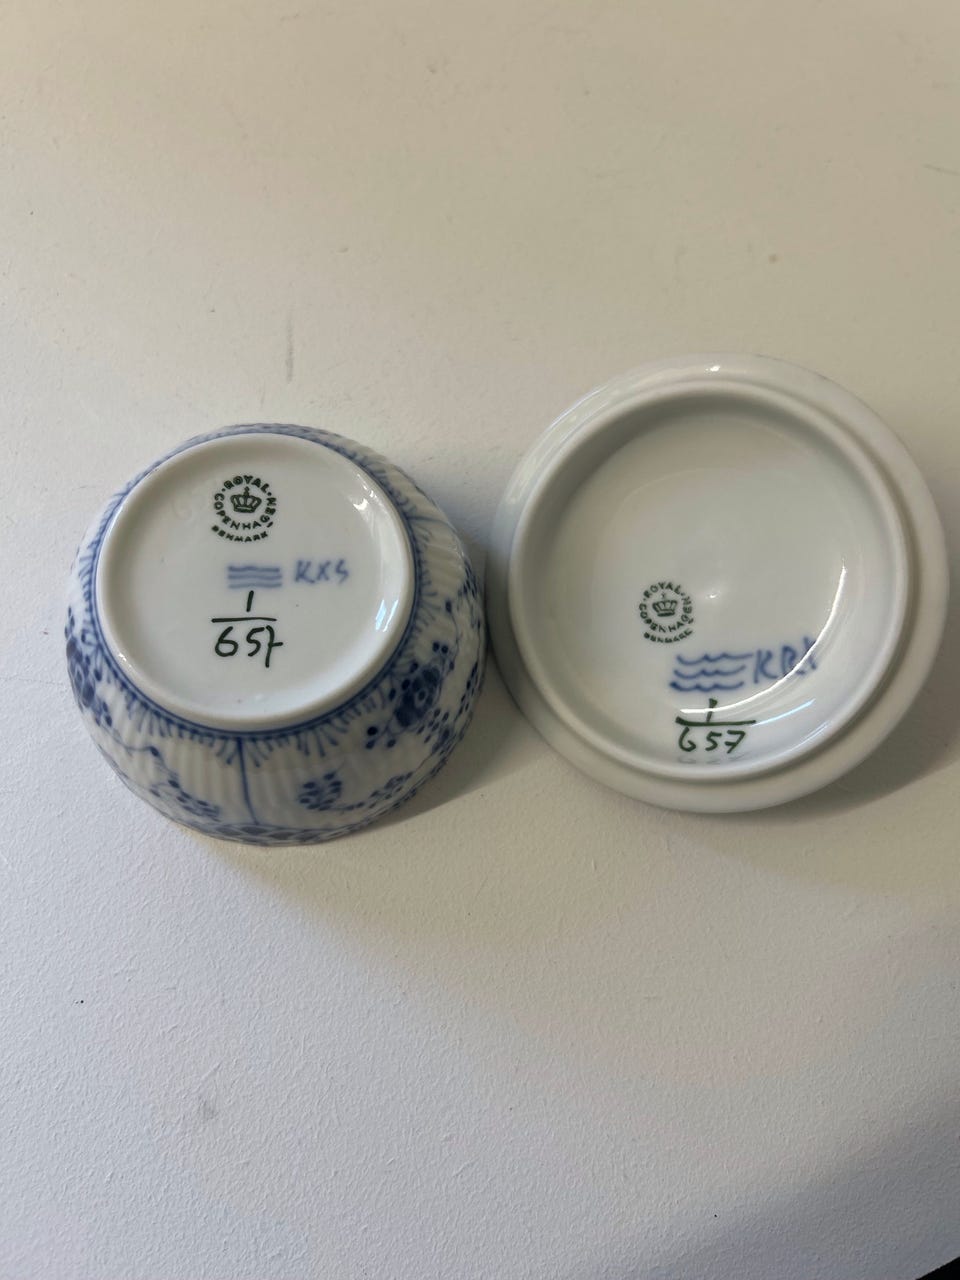 ROYAL
COPENHAGEN
DENMARK
KXS
1
657
ROYAL
COPENHAGEN
DENMARK
1
657